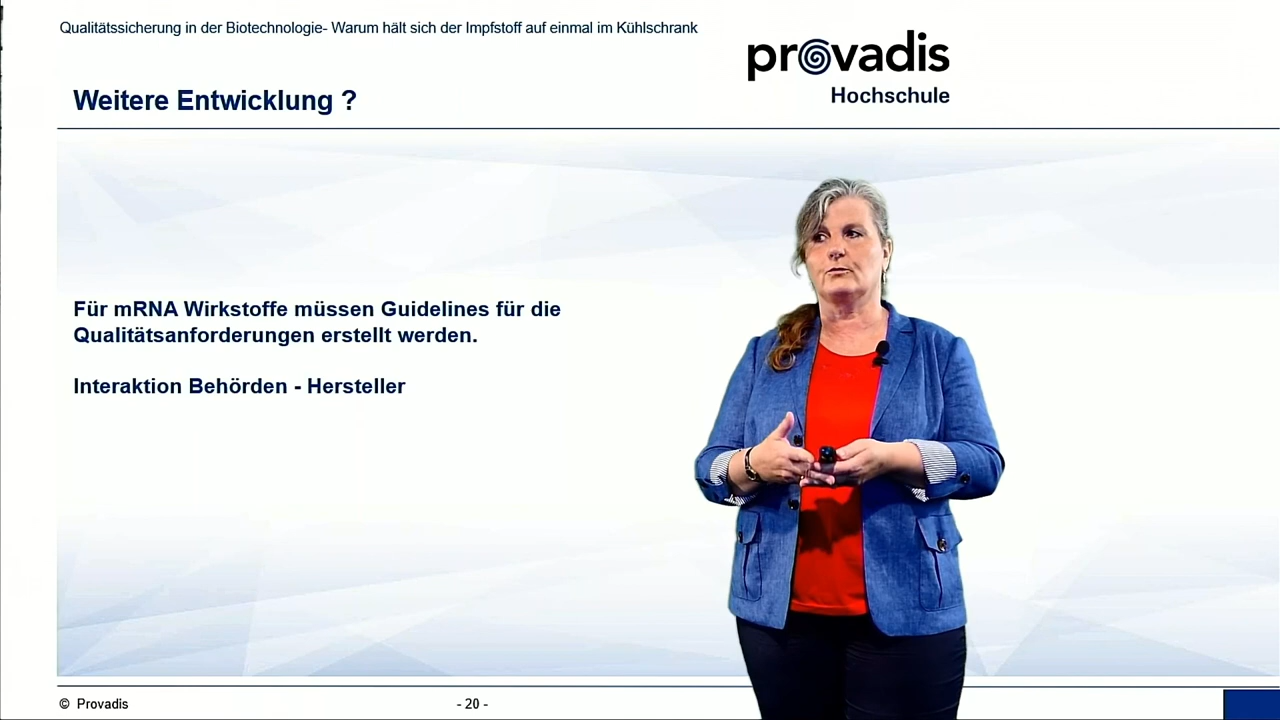 Qualitätssicherung in der Biotechnologie- Warum hält sich der Impfstoff auf einmal im Kühlschrank
provadis
Hochschule
Weitere Entwicklung ?
Für mRNA Wirkstoffe müssen Guidelines für die
Qualitätsanforderungen erstellt werden.
Interaktion Behörden - Hersteller
© Provadis
- 20 -